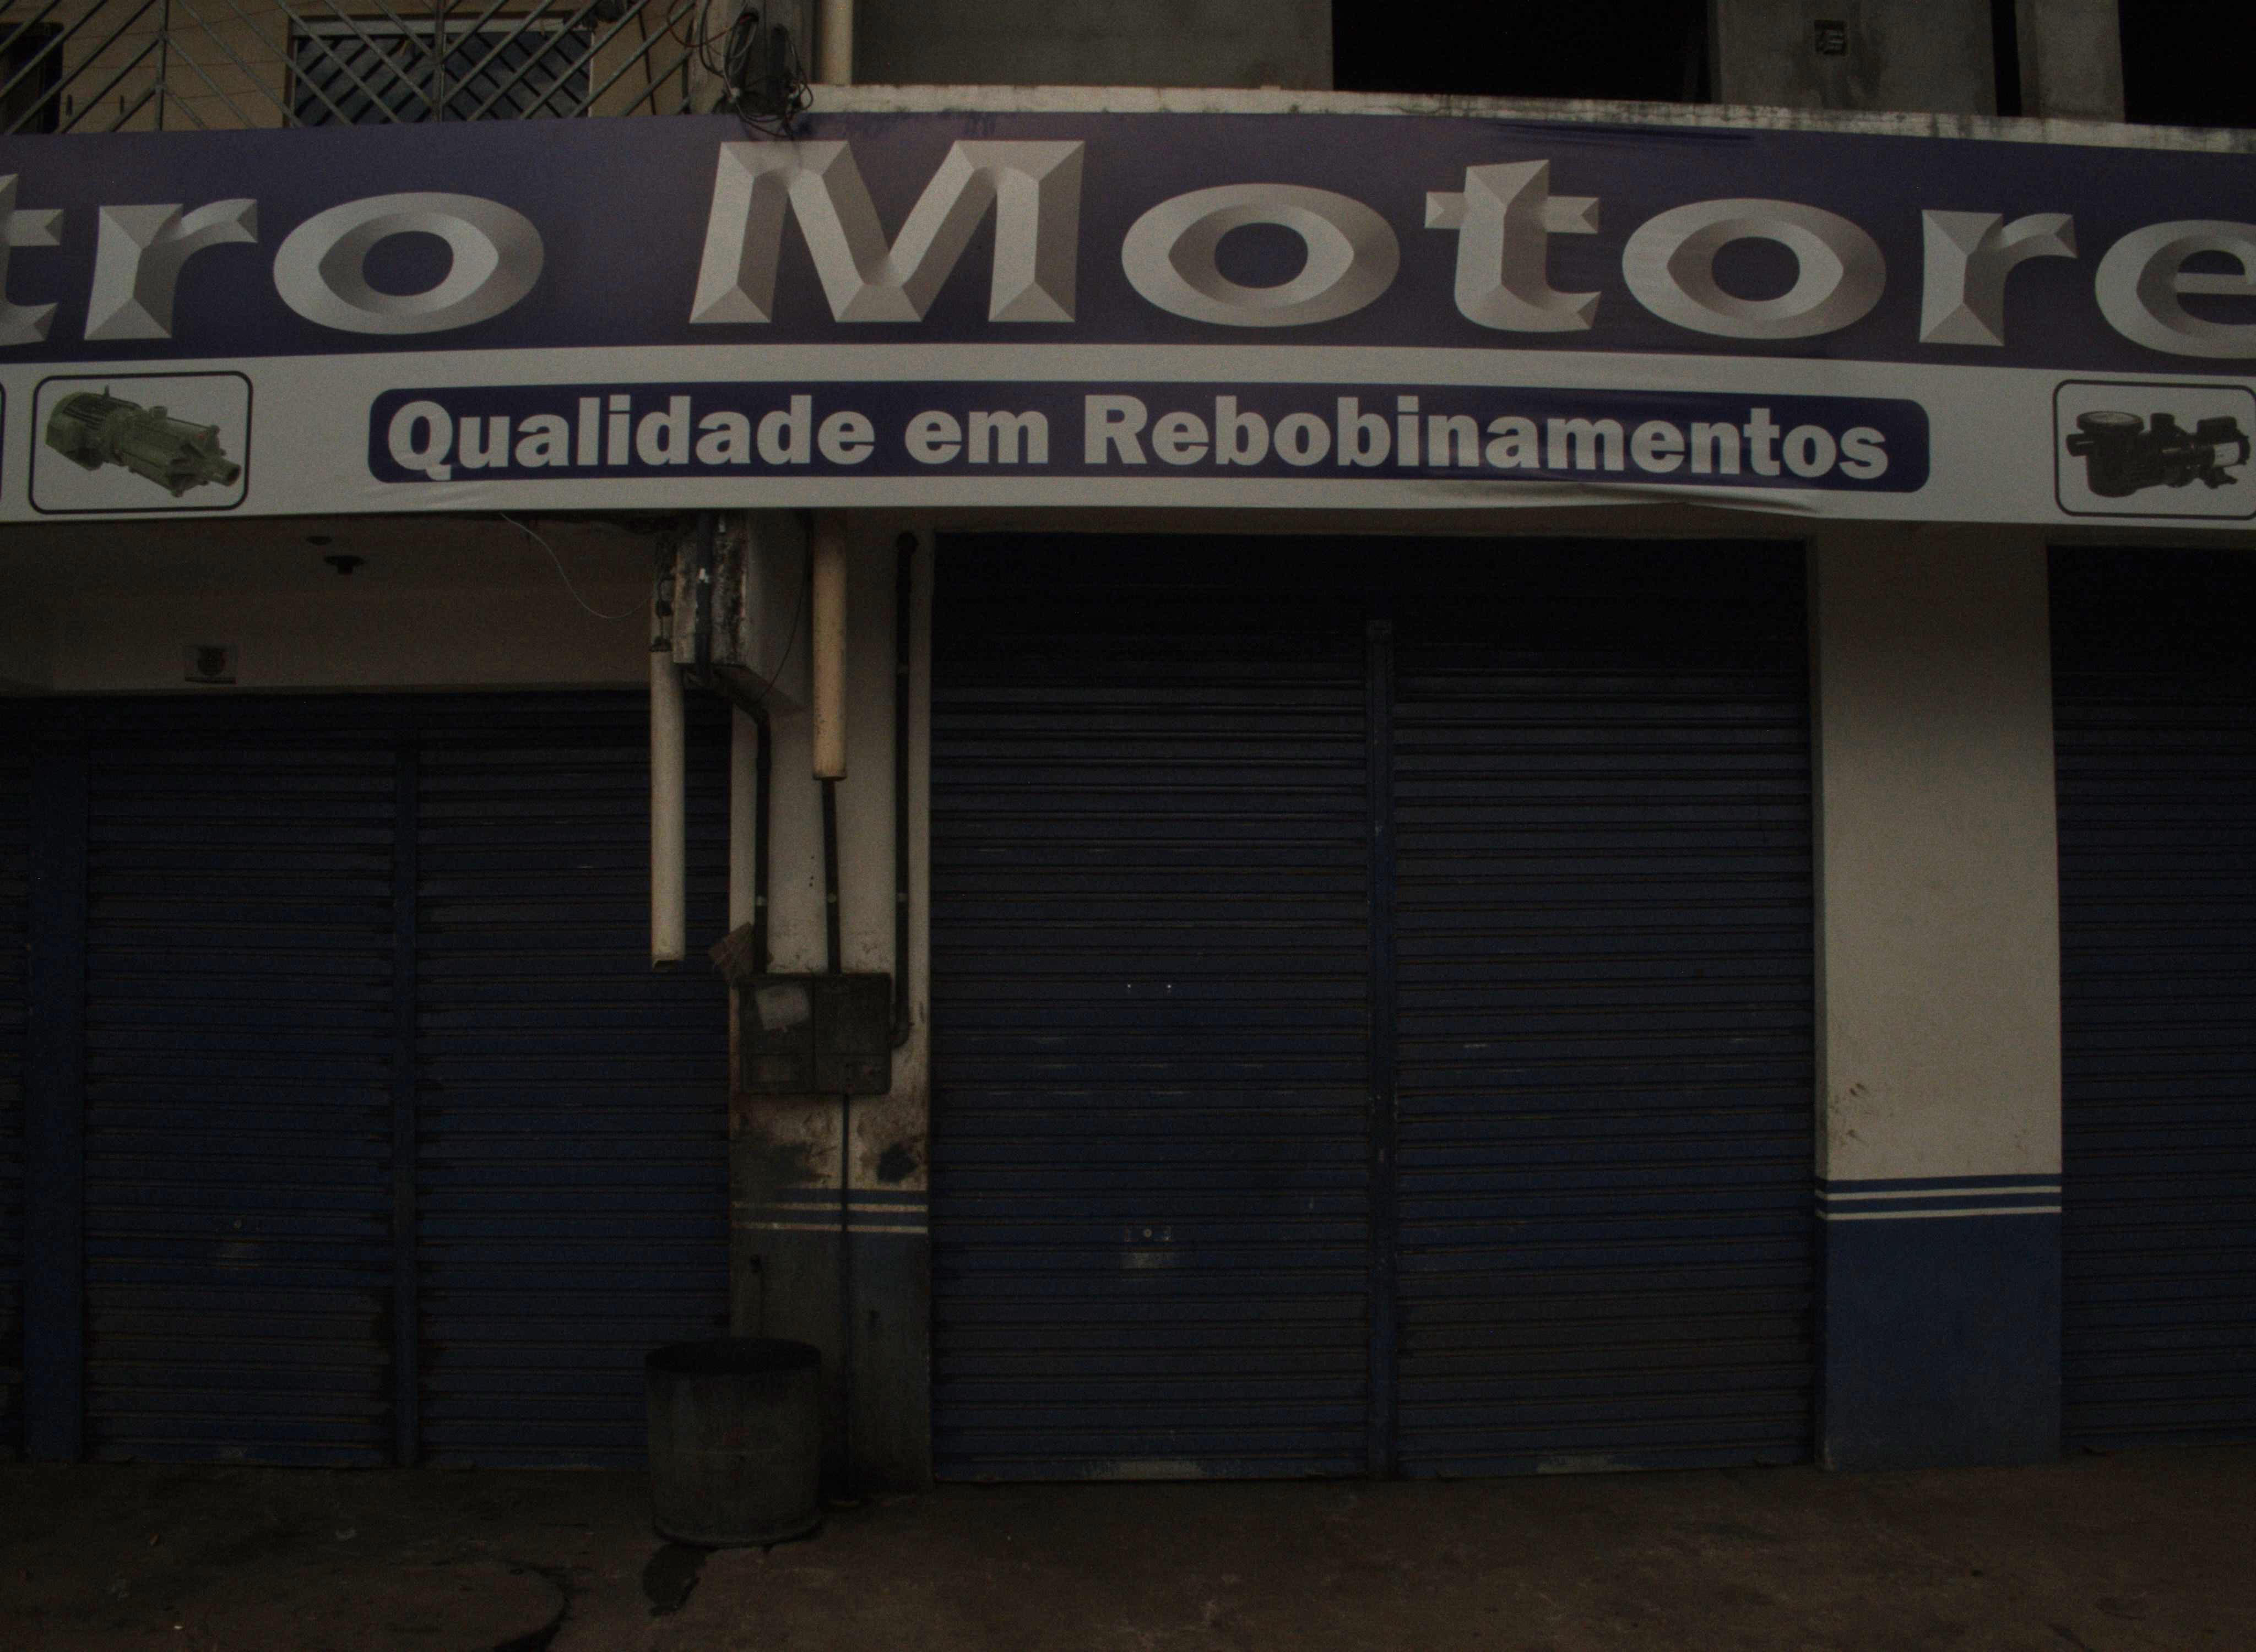 tro Motore
Qualidade em Rebobinamentos